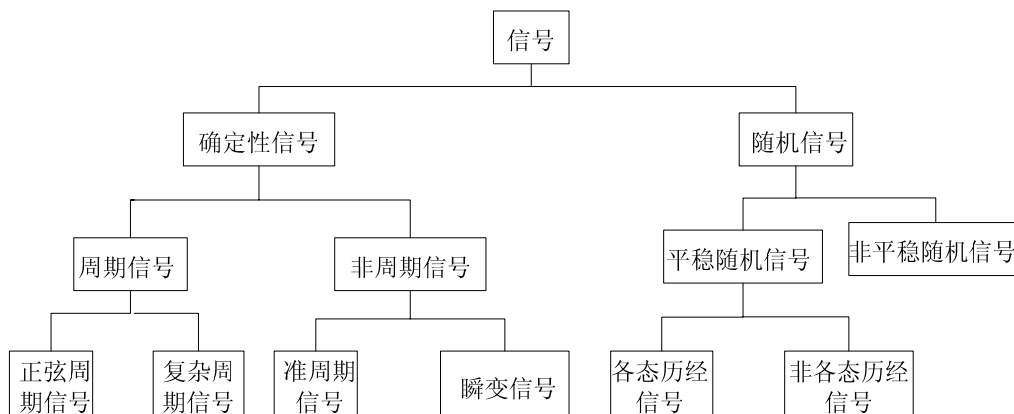 信号
确定性信号
随机信号
周期信号
非周期信号
平稳随机信号
非平稳随机信号
正弦周
期信号
复杂周
期信号
准周期
信号
瞬变信号
各态历经
信号
非各态历经
信号